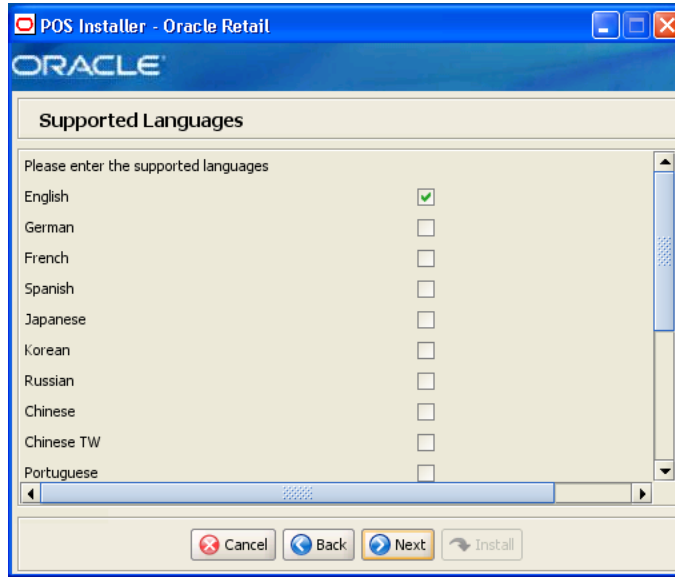 POS Installer - Oracle Retail
ORACLE
Supported Languages
Please enter the supported languages
English
German
French
Spanish
Japanese
Korean
Russian
Chinese
Chinese TW
Portuguese
Cancel Back Next Install